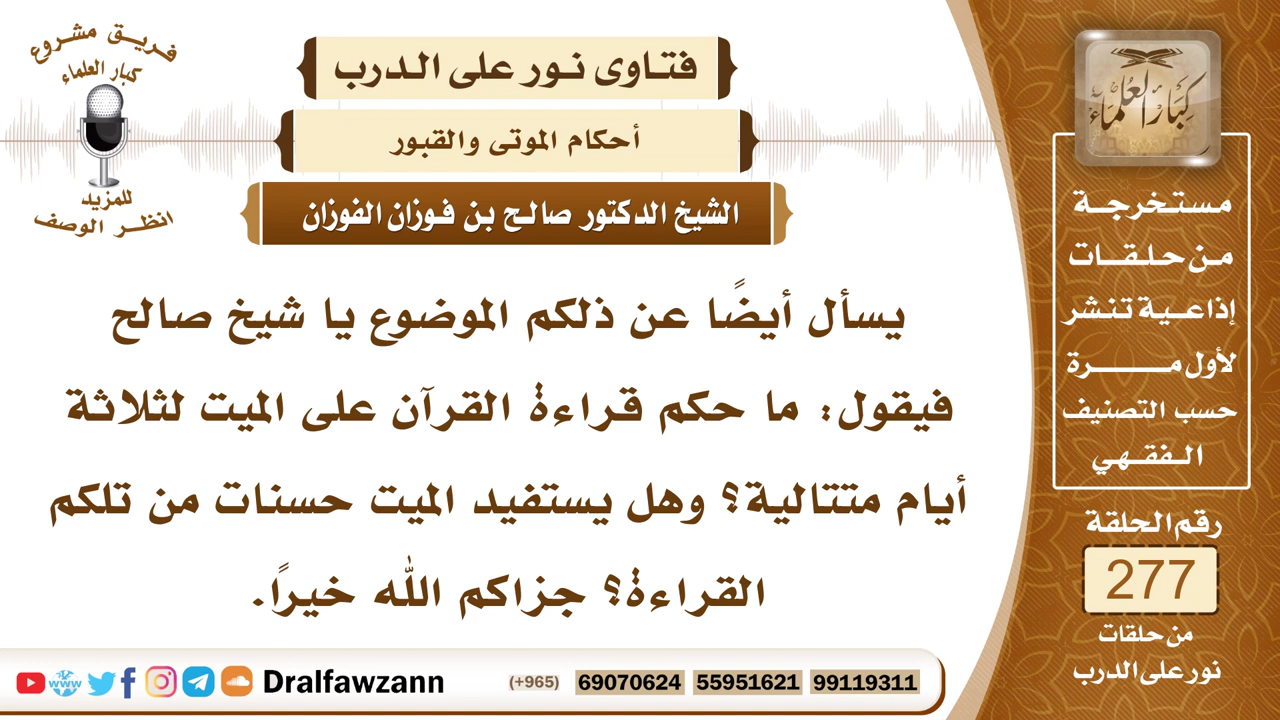 فريق مشروع
كبار العلماء
للمزيد
انظر الوصف
فتاوى نور على الدرب
أحكام الموتى والقبور
الشيخ الدكتور صالح بن فوزان الفوزان
يسأل أيضًا عن ذلكم الموضوع يا شيخ صالح
فيقول: ما حكم قراءة القرآن على الميت لثلاثة
أيام متتالية؟ وهل يستفيد الميت حسنات من تلكم
القراءة؟ جزاكم الله خيرًا.
كبار العلماء
مستخرجة
من حلقات
إذاعية تنشر
لأول مرة
حسب التصنيف
الفقهي
رقم الحلقة
277
من حلقات
نور على الدرب
www
Dralfawzann
(+965) 69070624 55951621 99119311